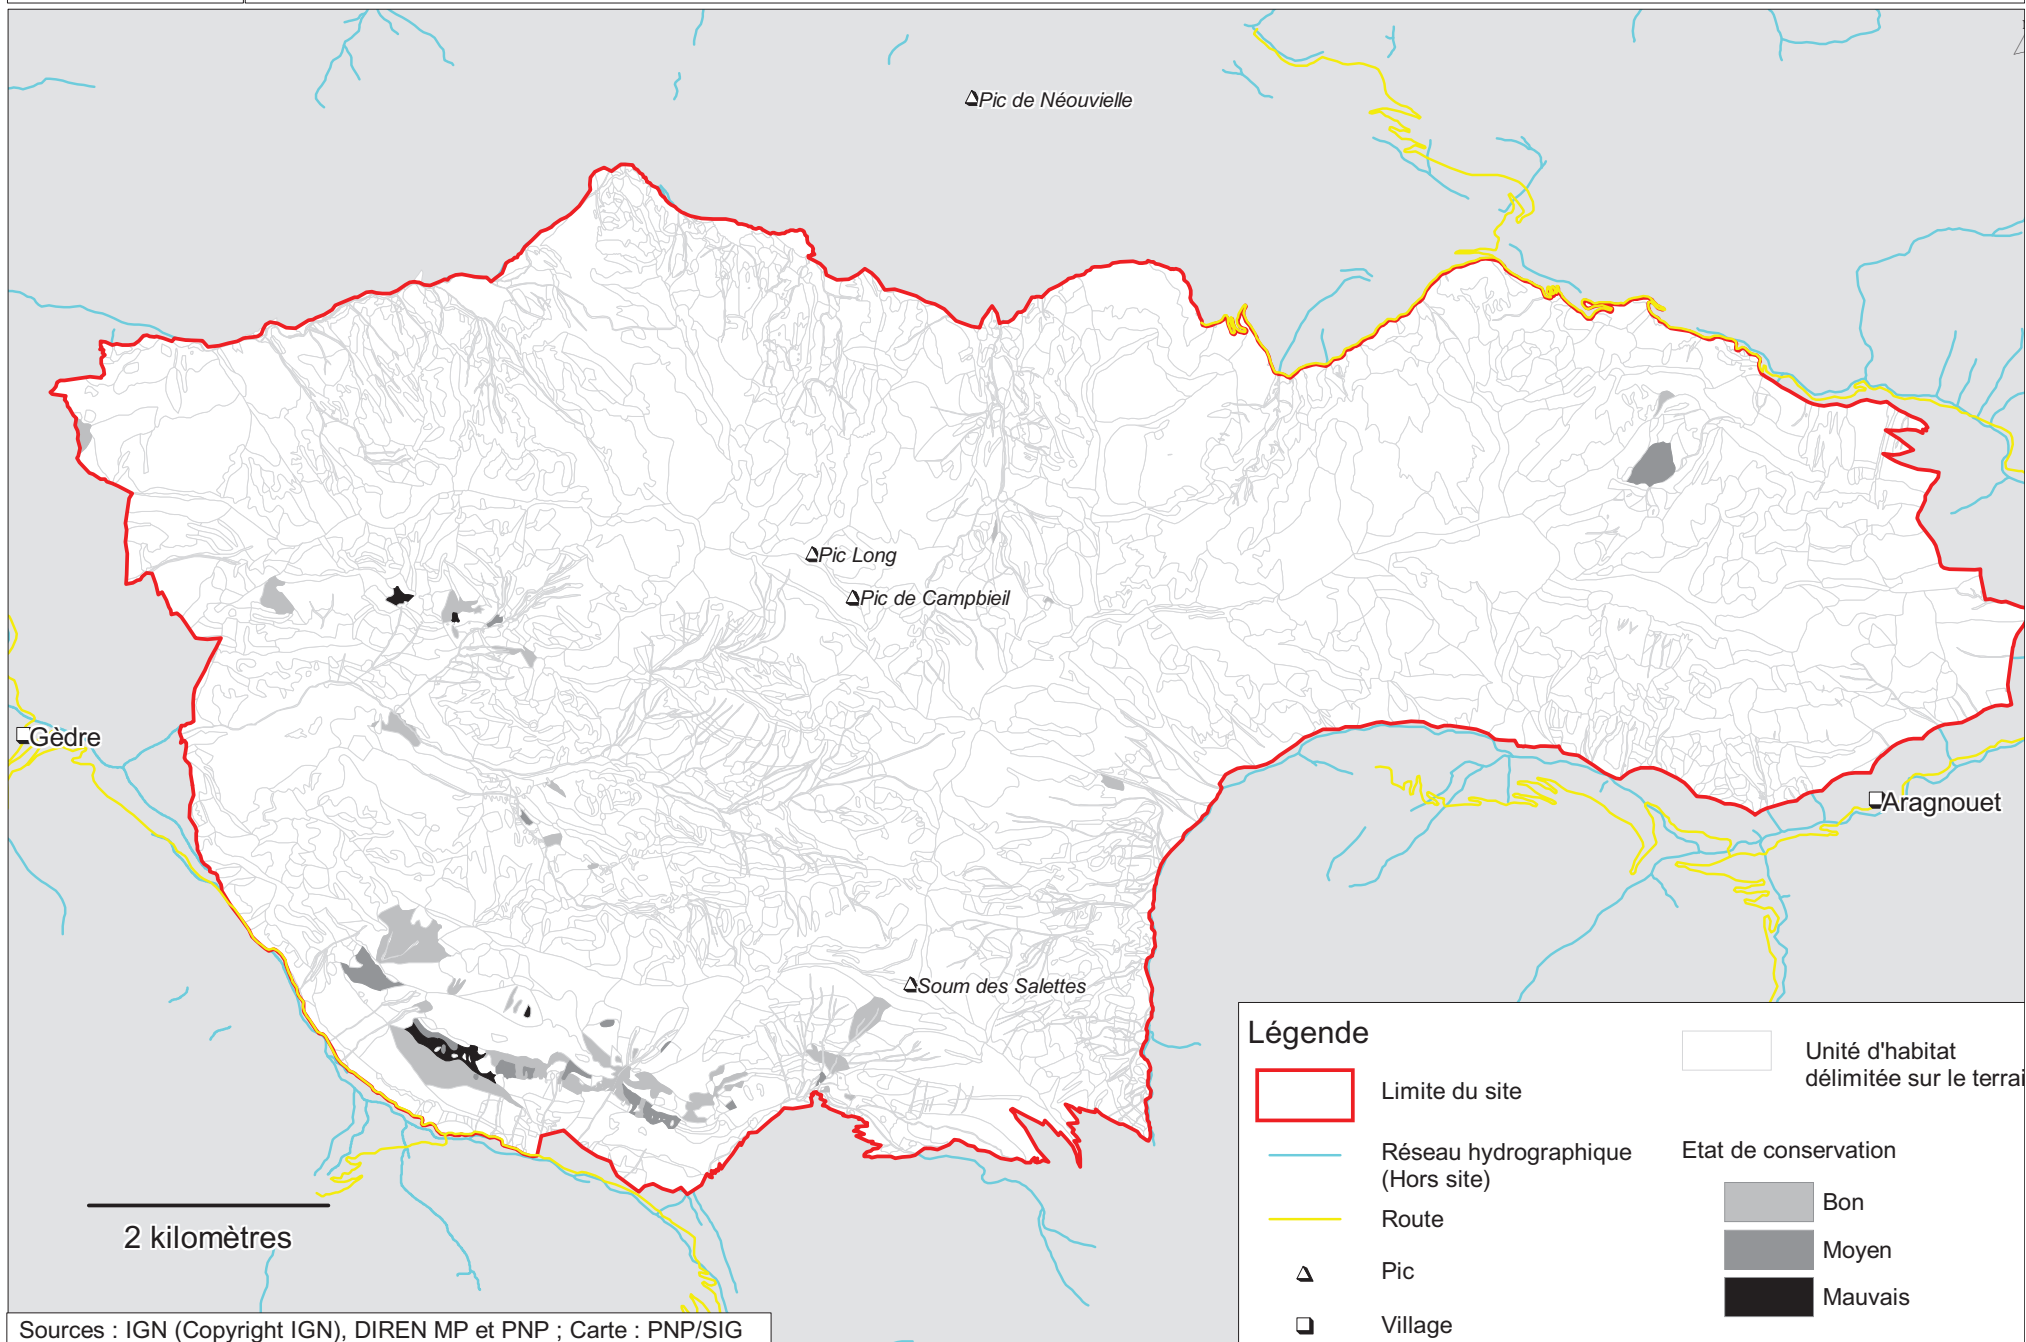 Pic de Néouvielle
Pic Long
Pic de Campbieil
Gèdre
Aragnouet
Soum des Salettes
2 kilomètres
Légende
Limite du site
Réseau hydrographique
(Hors site)
Route
Pic
Village
Unité d'habitat
délimitée sur le terrai
Etat de conservation
Bon
Moyen
Mauvais
Sources : IGN (Copyright IGN), DIREN MP et PNP ; Carte : PNP/SIG